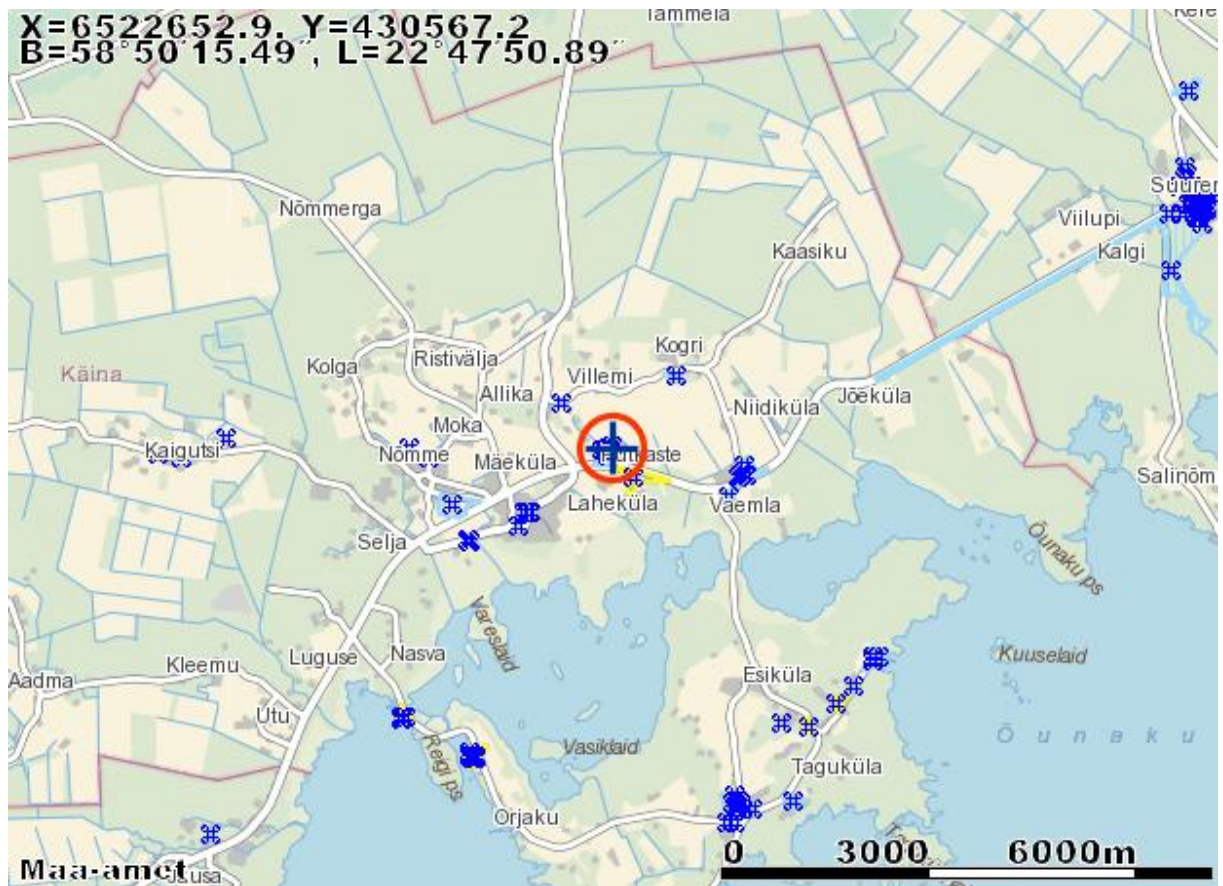 X=6522652.9, Y=430567.2
B=58°50'15.49″, L=22°47'50.89″
Tammela
Nõmmerga
Viilupi
Kalgi
Kaasiku
Kogri
Kolga
Ristivälja
Villemi
Käina
Allika
Niidiküla
Jõeküla
Moka
Kaigutsi
Nõmme
Mäeküla
Salinõm
Laheküla
Vaemla
Selja
Õunaku ps
Vareslaid
Luguse
Nasva
Kleemu
Aadma
Esiküla
Kuuselaid
Utu
Õunaku
Vasiklaid
Reigi ps
Taguküla
Orjaku
0 3000 6000m
Maa-amet